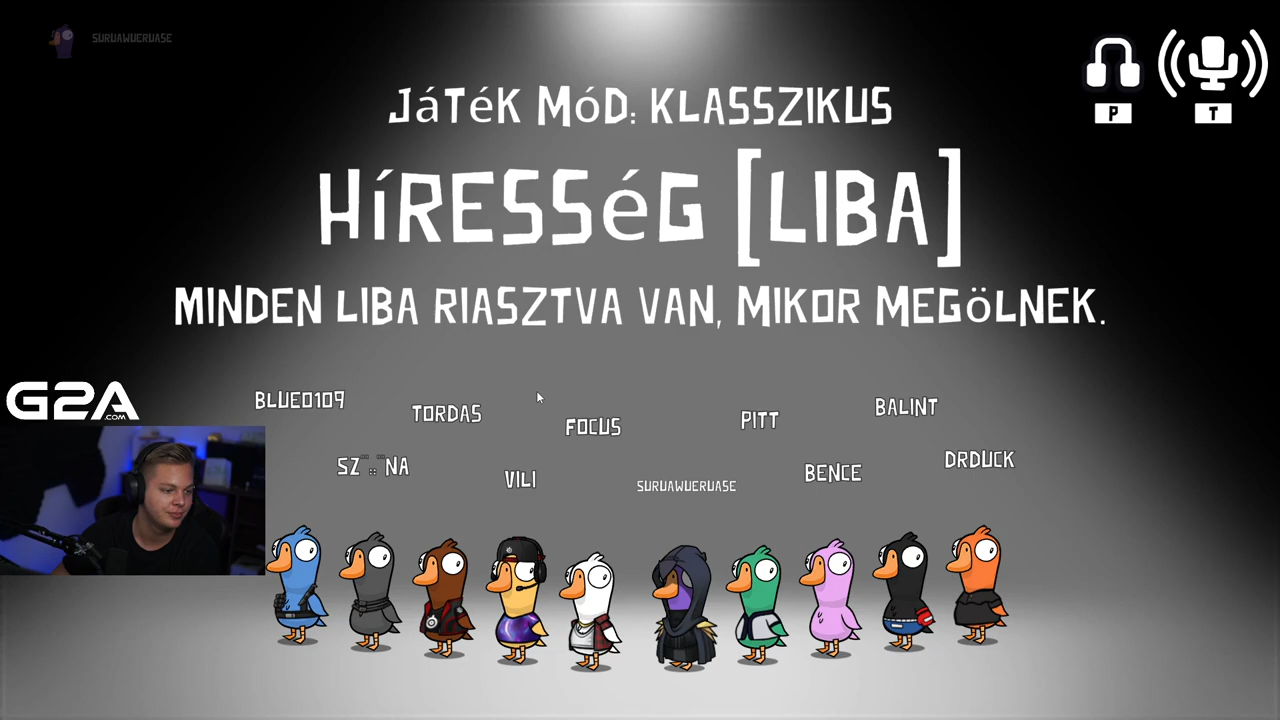 SURUAWUERUASE
JáTéK MóD: KLASSZIKUS
P
T
HíRESSéG [LIBA]
MINDEN LIBA RIASZTVA VAN, MIKOR MEGöLNEK.
G2A
.COM
BLUE0109
TORDAS
FOCUS
PITT
BALINT
VILI
SURUAWUERUASE
BENCE
DRDUCK